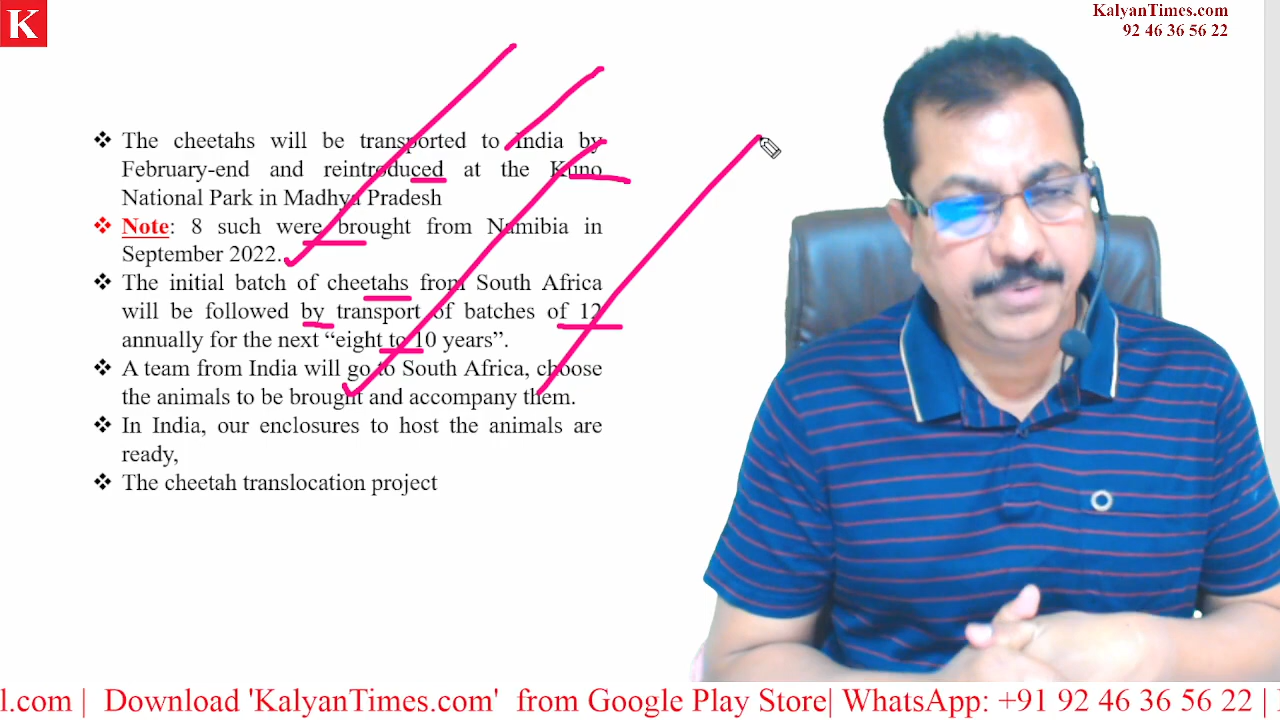 K
KalyanTimes.com
92 46 36 56 22
❖ The cheetahs will be transported to India by
February-end and reintroduced at the Kuno
National Park in Madhya Pradesh
❖ Note: 8 such were brought from Namibia in
September 2022.
❖ The initial batch of cheetahs from South Africa
will be followed by transport of batches of 12
annually for the next “eight to 10 years”.
❖ A team from India will go to South Africa, choose
the animals to be brought and accompany them.
❖ In India, our enclosures to host the animals are
ready,
❖ The cheetah translocation project
l.com | Download 'KalyanTimes.com' from Google Play Store| WhatsApp: +91 92 46 36 56 22 |